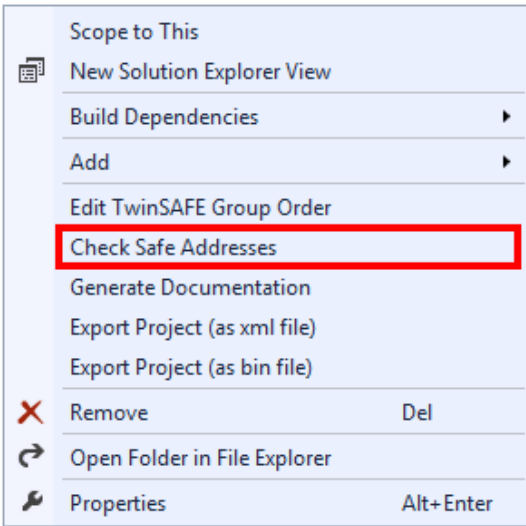 Scope to This
New Solution Explorer View
Build Dependencies
Add
Edit TwinSAFE Group Order
Check Safe Addresses
Generate Documentation
Export Project (as xml file)
Export Project (as bin file)
Remove Del
Open Folder in File Explorer
Properties Alt+Enter